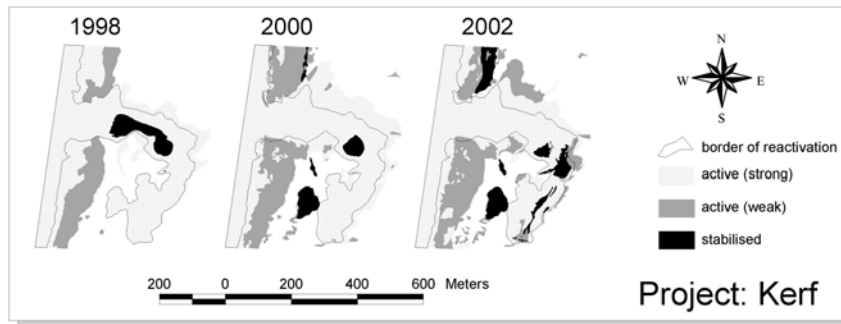 1998
2000
2002
N
W E
S
border of reactivation
active (strong)
active (weak)
stabilised
200 0 200 400 600 Meters
Project: Kerf